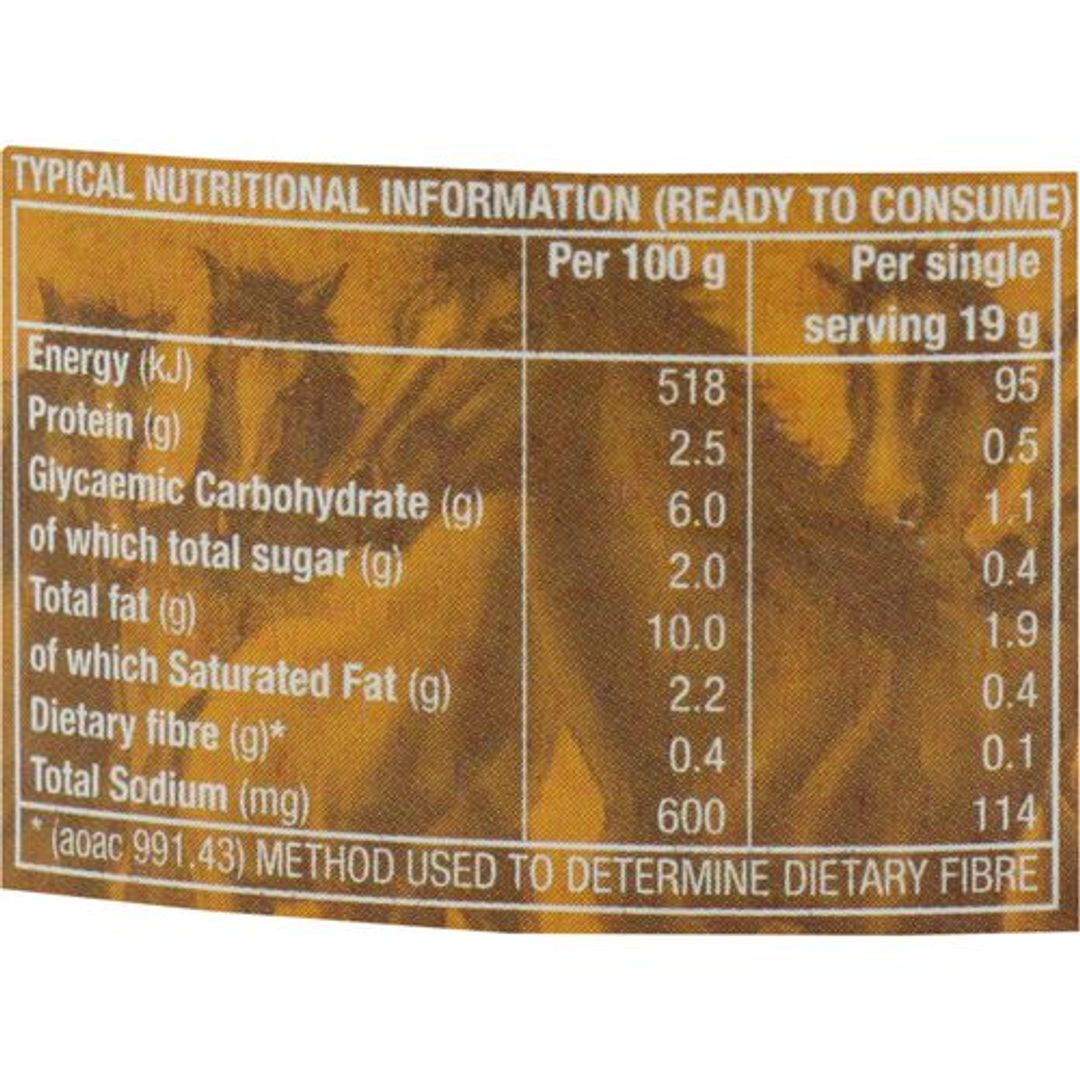 TYPICAL NUTRITIONAL INFORMATION (READY TO CONSUME)
Per 100 g Per single
serving 19 g
Energy (kJ) 518 95
Protein (g) 2.5 0.5
Glycaemic Carbohydrate (g) 6.0 1.1
of which total sugar (g) 2.0 0.4
Total fat (g) 10.0 1.9
of which Saturated Fat (g) 2.2 0.4
Dietary fibre (g)* 0.4 0.1
Total Sodium (mg) 600 114
* (aoac 991.43) METHOD USED TO DETERMINE DIETARY FIBRE